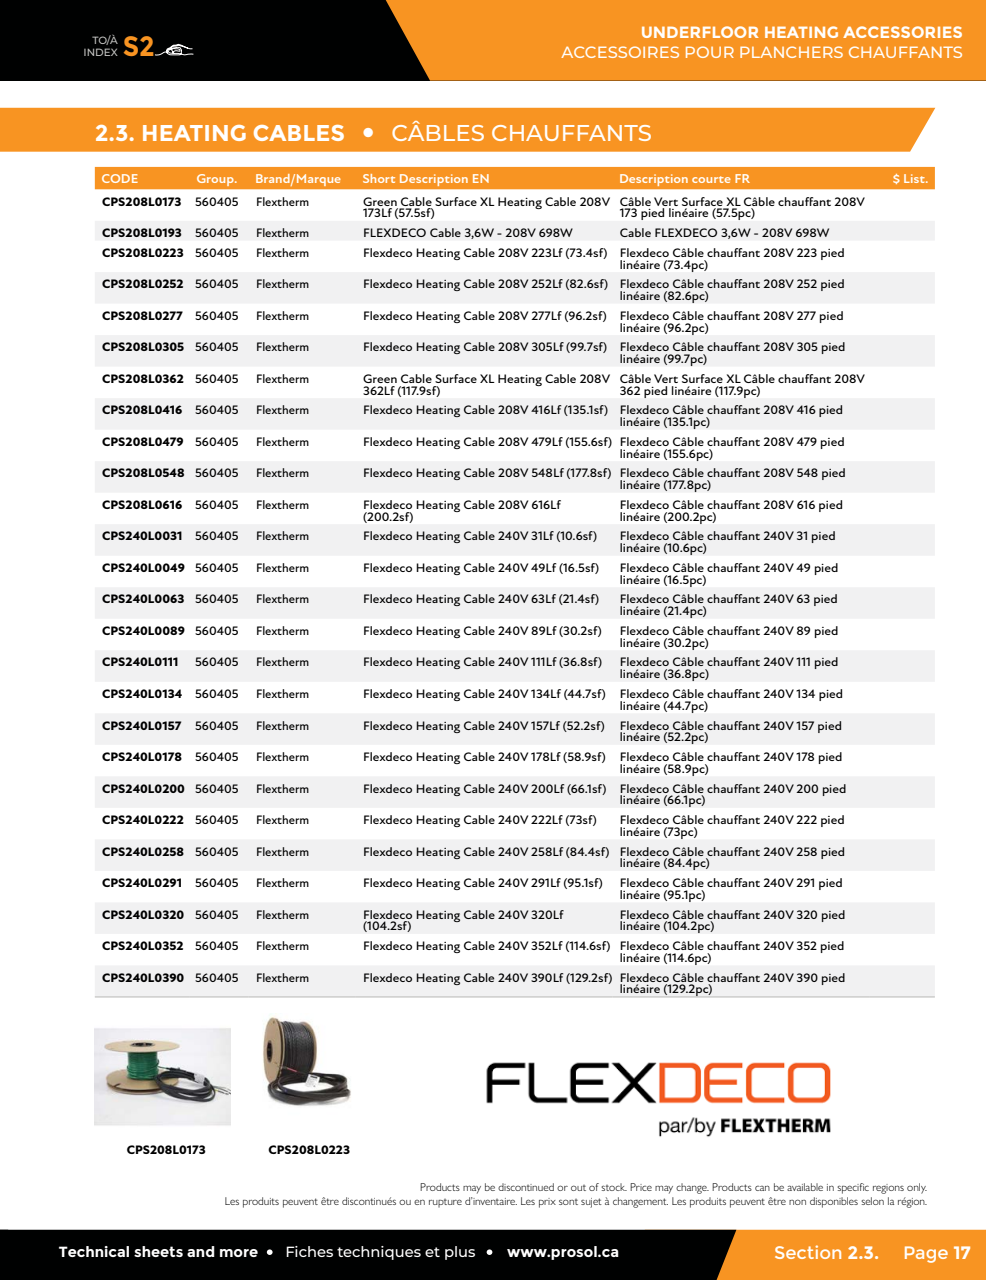 TO/À
INDEX S2
UNDERFLOOR HEATING ACCESSORIES
ACCESSOIRES POUR PLANCHERS CHAUFFANTS
2.3. HEATING CABLES • CÂBLES CHAUFFANTS
CODE Group. Brand/Marque Short Description EN Description courte FR $ List.
CPS208L0173 560405 Flextherm Green Cable Surface XL Heating Cable 208V Câble Vert Surface XL Câble chauffant 208V
173Lf (57.5sf) 173 pied linéaire (57.5pc)
CPS208L0193 560405 Flextherm FLEXDECO Cable 3,6W - 208V 698W Cable FLEXDECO 3,6W - 208V 698W
CPS208L0223 560405 Flextherm Flexdeco Heating Cable 208V 223Lf (73.4sf) Flexdeco Câble chauffant 208V 223 pied
linéaire (73.4pc)
CPS208L0252 560405 Flextherm Flexdeco Heating Cable 208V 252Lf (82.6sf) Flexdeco Câble chauffant 208V 252 pied
linéaire (82.6pc)
CPS208L0277 560405 Flextherm Flexdeco Heating Cable 208V 277Lf (96.2sf) Flexdeco Câble chauffant 208V 277 pied
linéaire (96.2pc)
CPS208L0305 560405 Flextherm Flexdeco Heating Cable 208V 305Lf (99.7sf) Flexdeco Câble chauffant 208V 305 pied
linéaire (99.7pc)
CPS208L0362 560405 Flextherm Green Cable Surface XL Heating Cable 208V Câble Vert Surface XL Câble chauffant 208V
362Lf (117.9sf) 362 pied linéaire (117.9pc)
CPS208L0416 560405 Flextherm Flexdeco Heating Cable 208V 416Lf (135.1sf) Flexdeco Câble chauffant 208V 416 pied
linéaire (135.1pc)
CPS208L0479 560405 Flextherm Flexdeco Heating Cable 208V 479Lf (155.6sf) Flexdeco Câble chauffant 208V 479 pied
linéaire (155.6pc)
CPS208L0548 560405 Flextherm Flexdeco Heating Cable 208V 548Lf (177.8sf) Flexdeco Câble chauffant 208V 548 pied
linéaire (177.8pc)
CPS208L0616 560405 Flextherm Flexdeco Heating Cable 208V 616Lf Flexdeco Câble chauffant 208V 616 pied
(200.2sf) linéaire (200.2pc)
CPS240L0031 560405 Flextherm Flexdeco Heating Cable 240V 31Lf (10.6sf) Flexdeco Câble chauffant 240V 31 pied
linéaire (10.6pc)
CPS240L0049 560405 Flextherm Flexdeco Heating Cable 240V 49Lf (16.5sf) Flexdeco Câble chauffant 240V 49 pied
linéaire (16.5pc)
CPS240L0063 560405 Flextherm Flexdeco Heating Cable 240V 63Lf (21.4sf) Flexdeco Câble chauffant 240V 63 pied
linéaire (21.4pc)
CPS240L0089 560405 Flextherm Flexdeco Heating Cable 240V 89Lf (30.2sf) Flexdeco Câble chauffant 240V 89 pied
linéaire (30.2pc)
CPS240L0111 560405 Flextherm Flexdeco Heating Cable 240V 111Lf (36.8sf) Flexdeco Câble chauffant 240V 111 pied
linéaire (36.8pc)
CPS240L0134 560405 Flextherm Flexdeco Heating Cable 240V 134Lf (44.7sf) Flexdeco Câble chauffant 240V 134 pied
linéaire (44.7pc)
CPS240L0157 560405 Flextherm Flexdeco Heating Cable 240V 157Lf (52.2sf) Flexdeco Câble chauffant 240V 157 pied
linéaire (52.2pc)
CPS240L0178 560405 Flextherm Flexdeco Heating Cable 240V 178Lf (58.9sf) Flexdeco Câble chauffant 240V 178 pied
linéaire (58.9pc)
CPS240L0200 560405 Flextherm Flexdeco Heating Cable 240V 200Lf (66.1sf) Flexdeco Câble chauffant 240V 200 pied
linéaire (66.1pc)
CPS240L0222 560405 Flextherm Flexdeco Heating Cable 240V 222Lf (73sf) Flexdeco Câble chauffant 240V 222 pied
linéaire (73pc)
CPS240L0258 560405 Flextherm Flexdeco Heating Cable 240V 258Lf (84.4sf) Flexdeco Câble chauffant 240V 258 pied
linéaire (84.4pc)
CPS240L0291 560405 Flextherm Flexdeco Heating Cable 240V 291Lf (95.1sf) Flexdeco Câble chauffant 240V 291 pied
linéaire (95.1pc)
CPS240L0320 560405 Flextherm Flexdeco Heating Cable 240V 320Lf Flexdeco Câble chauffant 240V 320 pied
(104.2sf) linéaire (104.2pc)
CPS240L0352 560405 Flextherm Flexdeco Heating Cable 240V 352Lf (114.6sf) Flexdeco Câble chauffant 240V 352 pied
linéaire (114.6pc)
CPS240L0390 560405 Flextherm Flexdeco Heating Cable 240V 390Lf (129.2sf) Flexdeco Câble chauffant 240V 390 pied
linéaire (129.2pc)
FLEXDECO
par/by FLEXTHERM
CPS208L0173 CPS208L0223
Products may be discontinued or out of stock. Price may change. Products can be available in specific regions only.
Les produits peuvent être discontinués ou en rupture d'inventaire. Les prix sont sujet à changement. Les produits peuvent être non disponibles selon la région.
Technical sheets and more • Fiches techniques et plus • www.prosol.ca
Section 2.3. Page 17